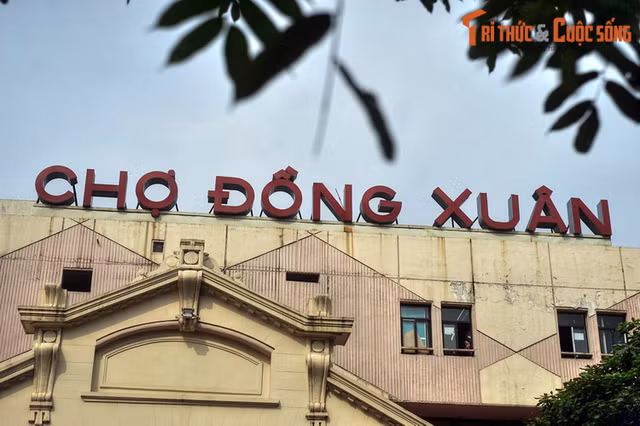 TRI THỨC & CUỘC SỐNG
CHỢ ĐỒNG XUÂN